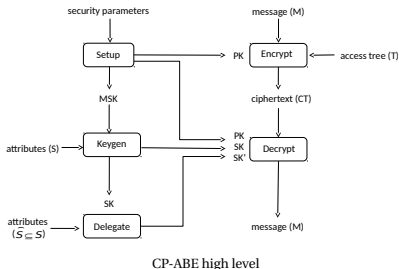 security parameters
message (M)
Setup
PK
Encrypt
access tree (T)
MSK
ciphertext (CT)
attributes (S)
Keygen
PK
SK
SK'
Decrypt
SK
attributes
(S̃ ⊆ S)
Delegate
message (M)
CP-ABE high level